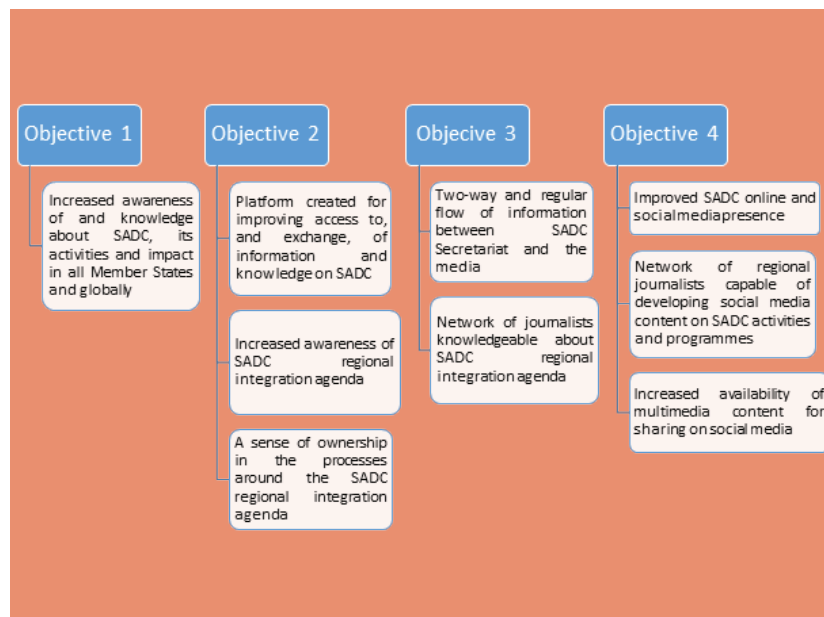 Objective 1
Increased awareness
of and knowledge
about SADC, its
activities and impact
in all Member States
and globally
Objective 2
Platform created for
improving access to,
and exchange, of
information and
knowledge on SADC
Increased awareness of
SADC regional
integration agenda
A sense of ownership
in the processes
around the SADC
regional integration
agenda
Objecive 3
Two-way and regular
flow of information
between SADC
Secretariat and the
media
Network of journalists
knowledgeable about
SADC regional
integration agenda
Objective 4
Improved SADC online and
social media presence
Network of regional
journalists capable of
developing social media
content on SADC activities
and programmes
Increased availability of
multimedia content for
sharing on social media